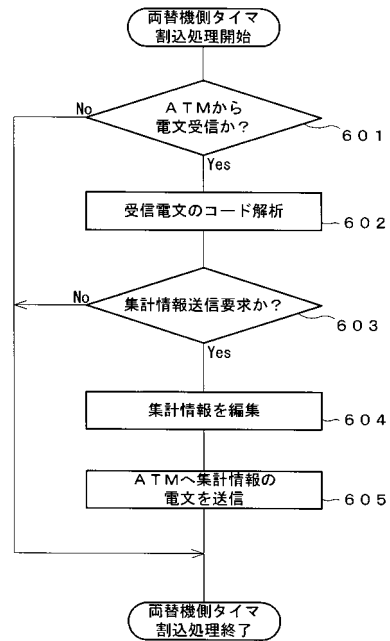 両替機側タイマ
割込処理開始
No
ATMから
電文受信か?
601
Yes
受信電文のコード解析
602
No
集計情報送信要求か?
603
Yes
集計情報を編集
604
ATMへ集計情報の
電文を送信
605
両替機側タイマ
割込処理終了